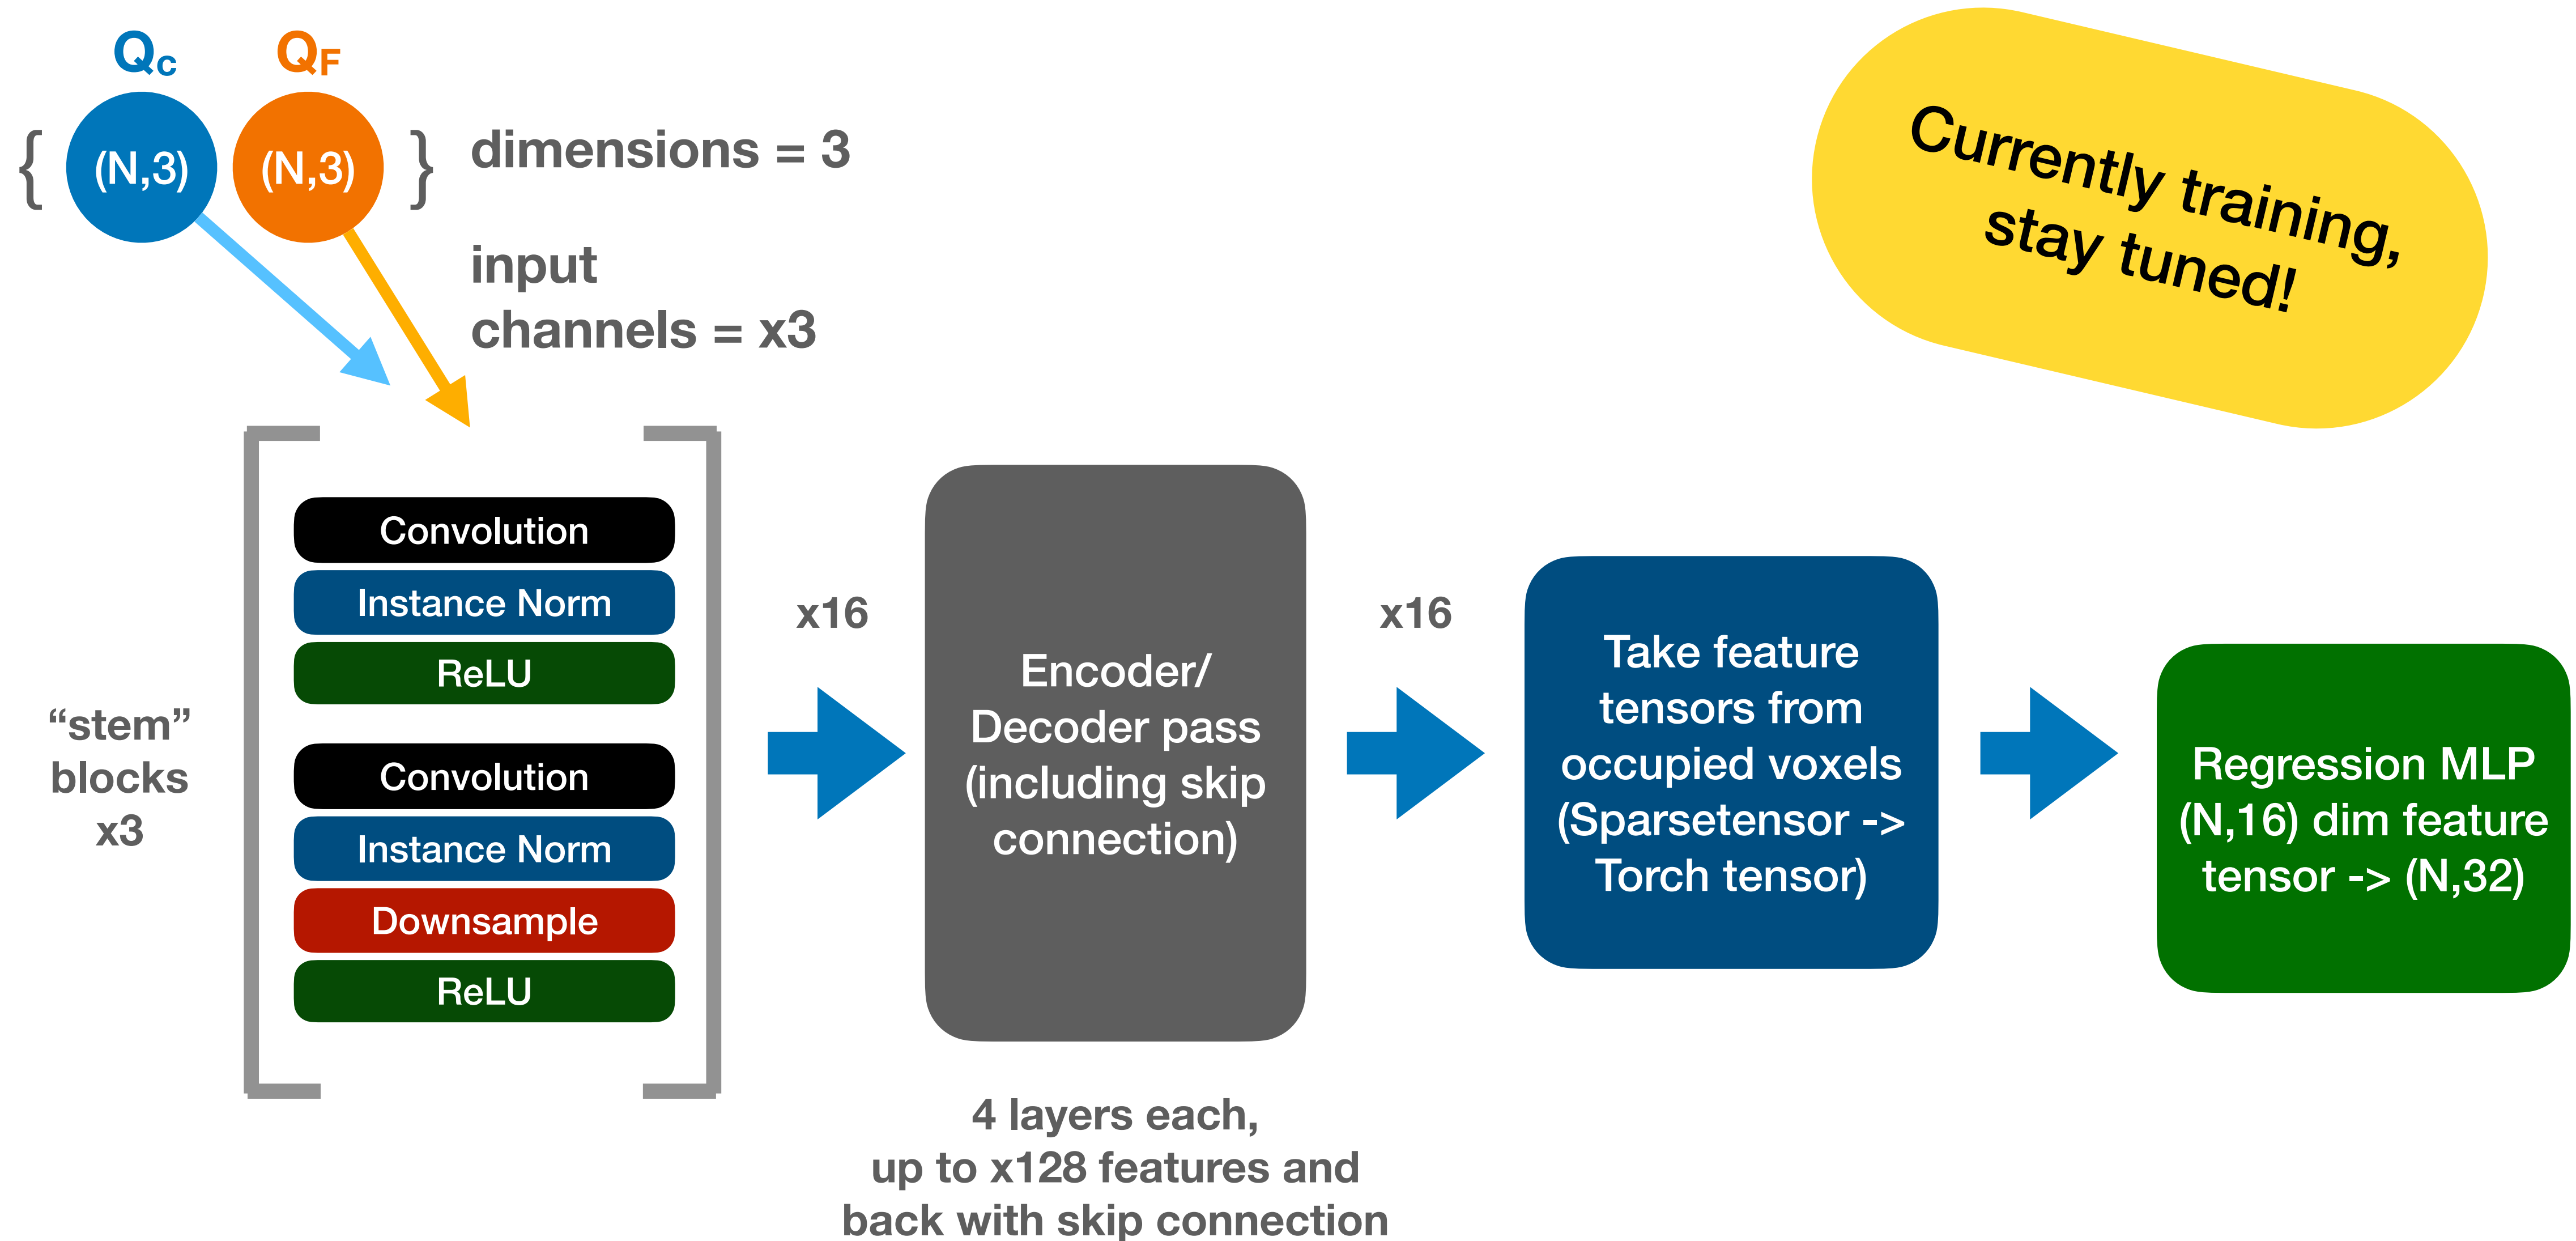 Qc QF
{ (N,3) (N,3) } dimensions = 3
input
channels = x3
Currently training,
stay tuned!
“stem”
blocks
x3
Convolution
Instance Norm
ReLU
Convolution
Instance Norm
Downsample
ReLU
x16
Encoder/
Decoder pass
(including skip
connection)
4 layers each,
up to x128 features and
back with skip connection
x16
Take feature
tensors from
occupied voxels
(Sparsetensor ->
Torch tensor)
Regression MLP
(N,16) dim feature
tensor -> (N,32)